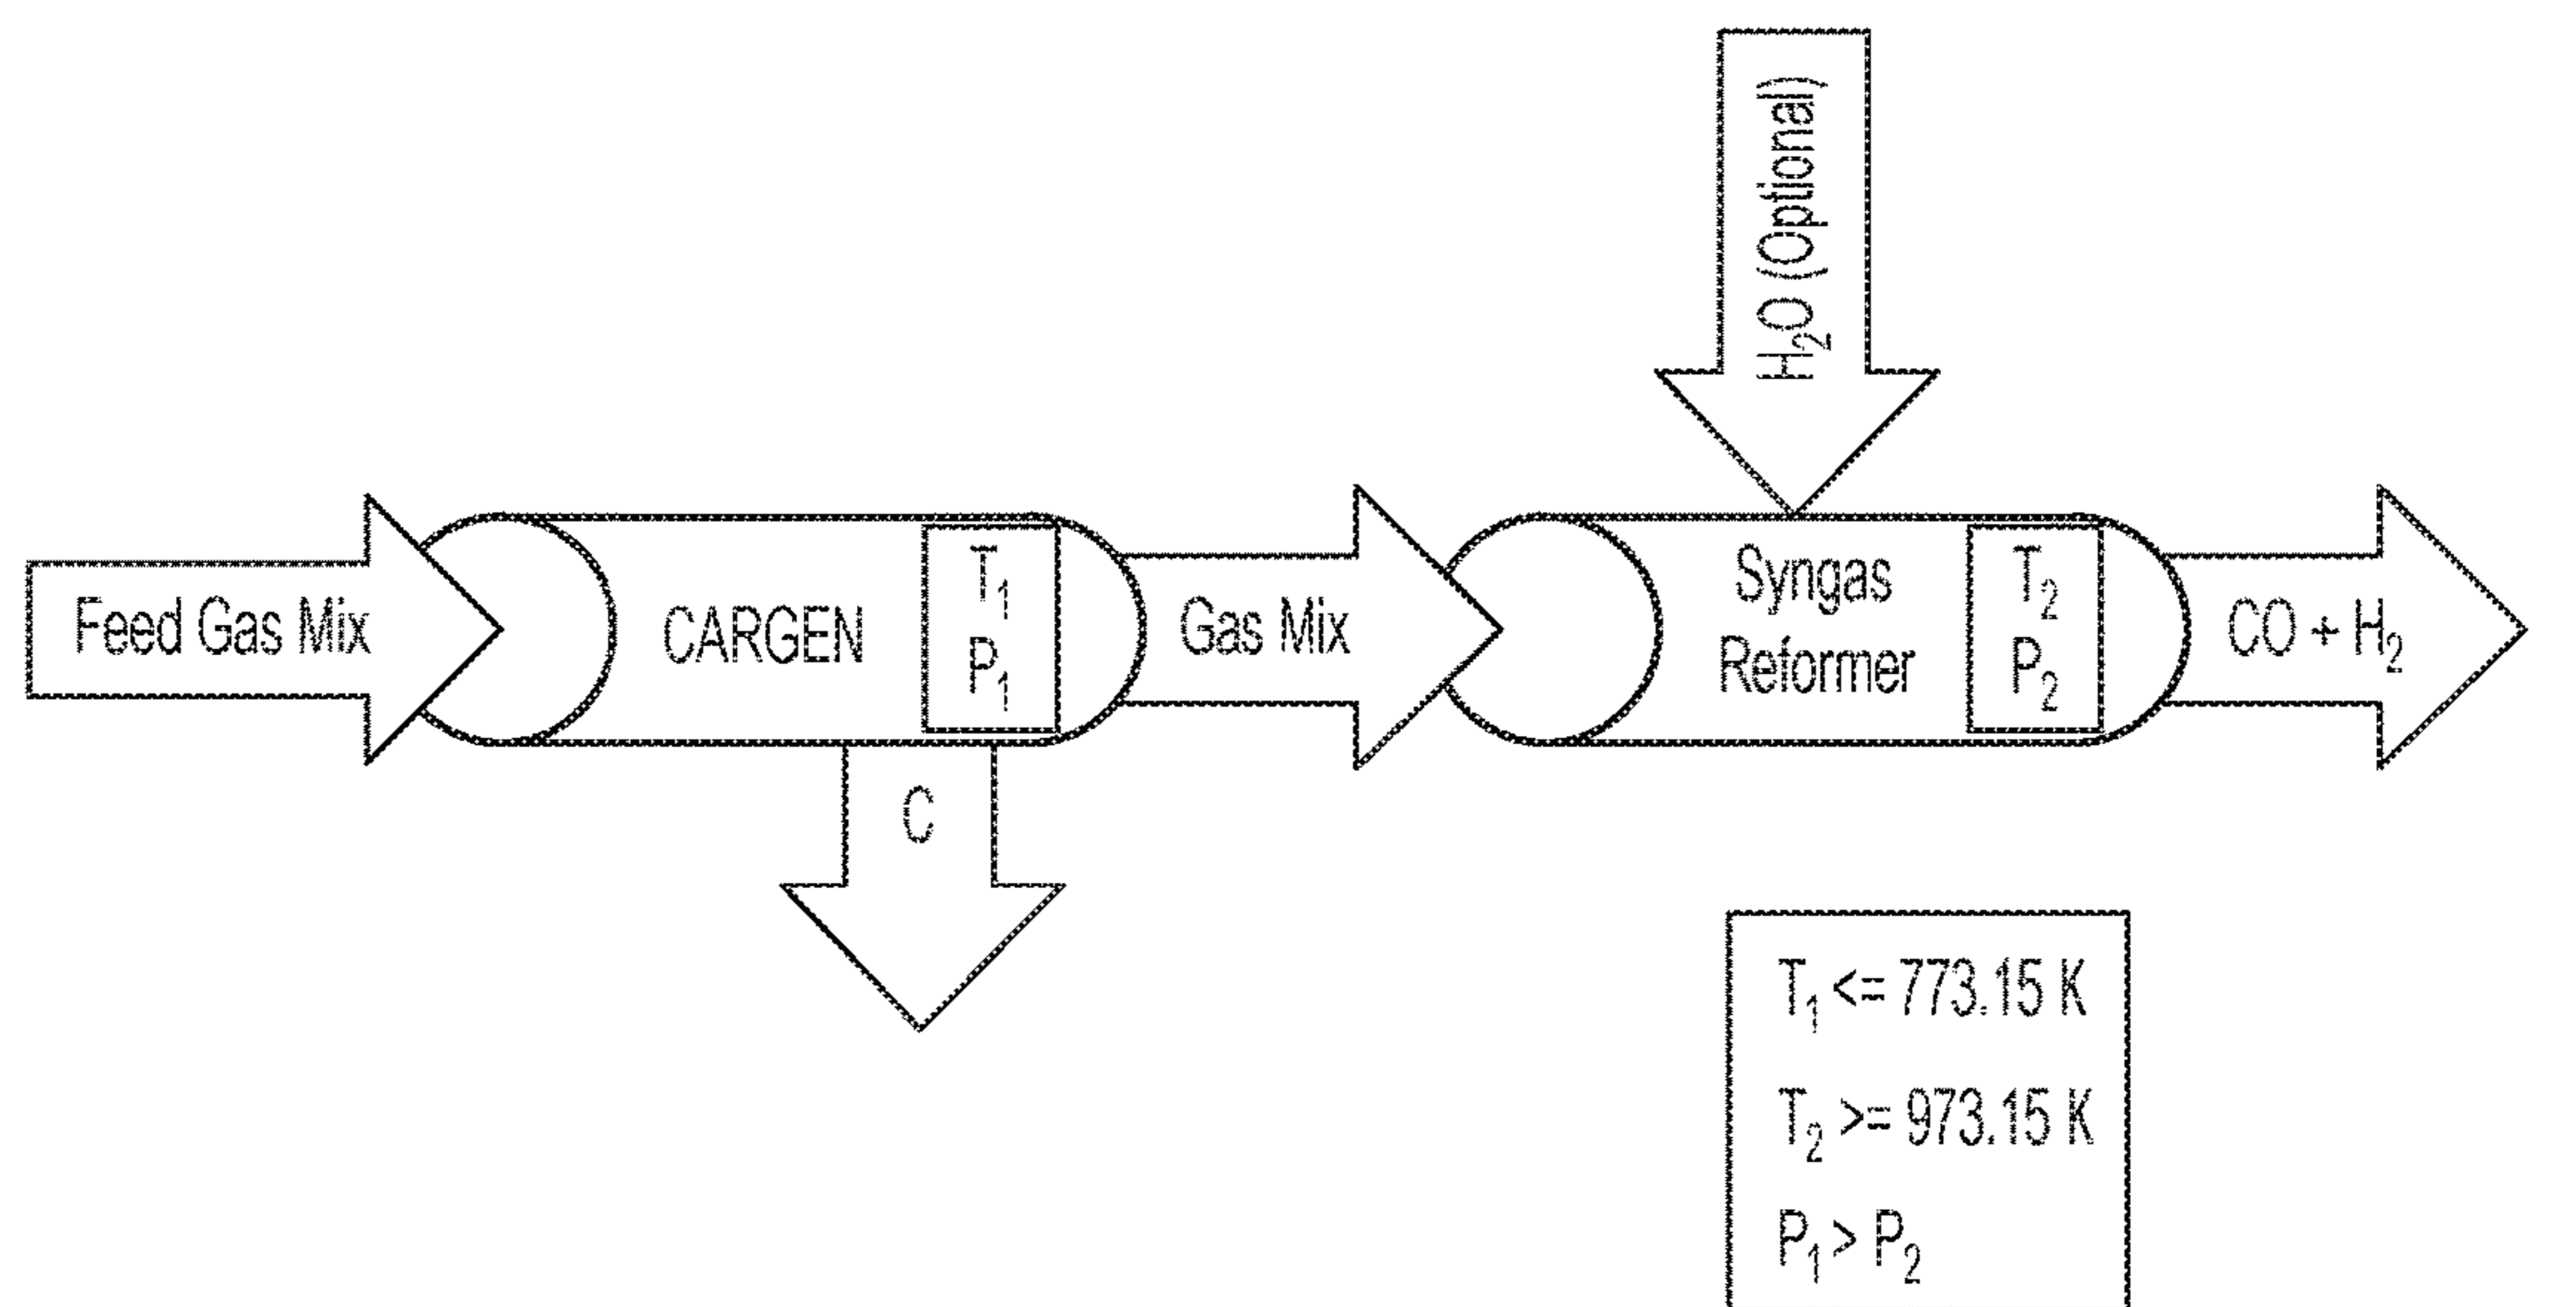 H₂O (Optional)
Feed Gas Mix
CARGEN
T₁
P₁
Gas Mix
Syngas
Reformer
T₂
P₂
CO + H₂
C
T₁ <= 773.15 K
T₂ >= 973.15 K
P₁ > P₂